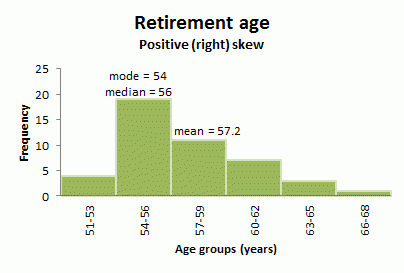 Retirement age
Positive (right) skew
mode = 54
median = 56
mean = 57.2
Frequency
25
20
15
10
5
0
51-53
54-56
57-59
60-62
63-65
66-68
Age groups (years)